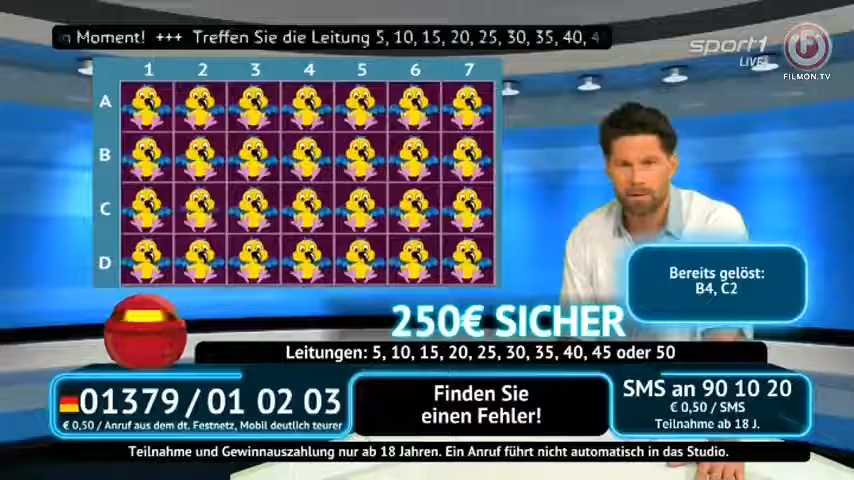 n Moment! +++ Treffen Sie die Leitung 5, 10, 15, 20, 25, 30, 35, 40, 4
sport1
LIVE
F
FILMON.TV
1 2 3 4 5 6 7
A
B
C
D
Bereits gelöst:
B4, C2
250€ SICHER
Leitungen: 5, 10, 15, 20, 25, 30, 35, 40, 45 oder 50
01379/01 02 03
€ 0,50 / Anruf aus dem dt. Festnetz, Mobil deutlich teurer
Finden Sie
einen Fehler!
SMS an 90 10 20
€ 0,50 / SMS
Teilnahme ab 18 J.
Teilnahme und Gewinnauszahlung nur ab 18 Jahren. Ein Anruf führt nicht automatisch in das Studio.